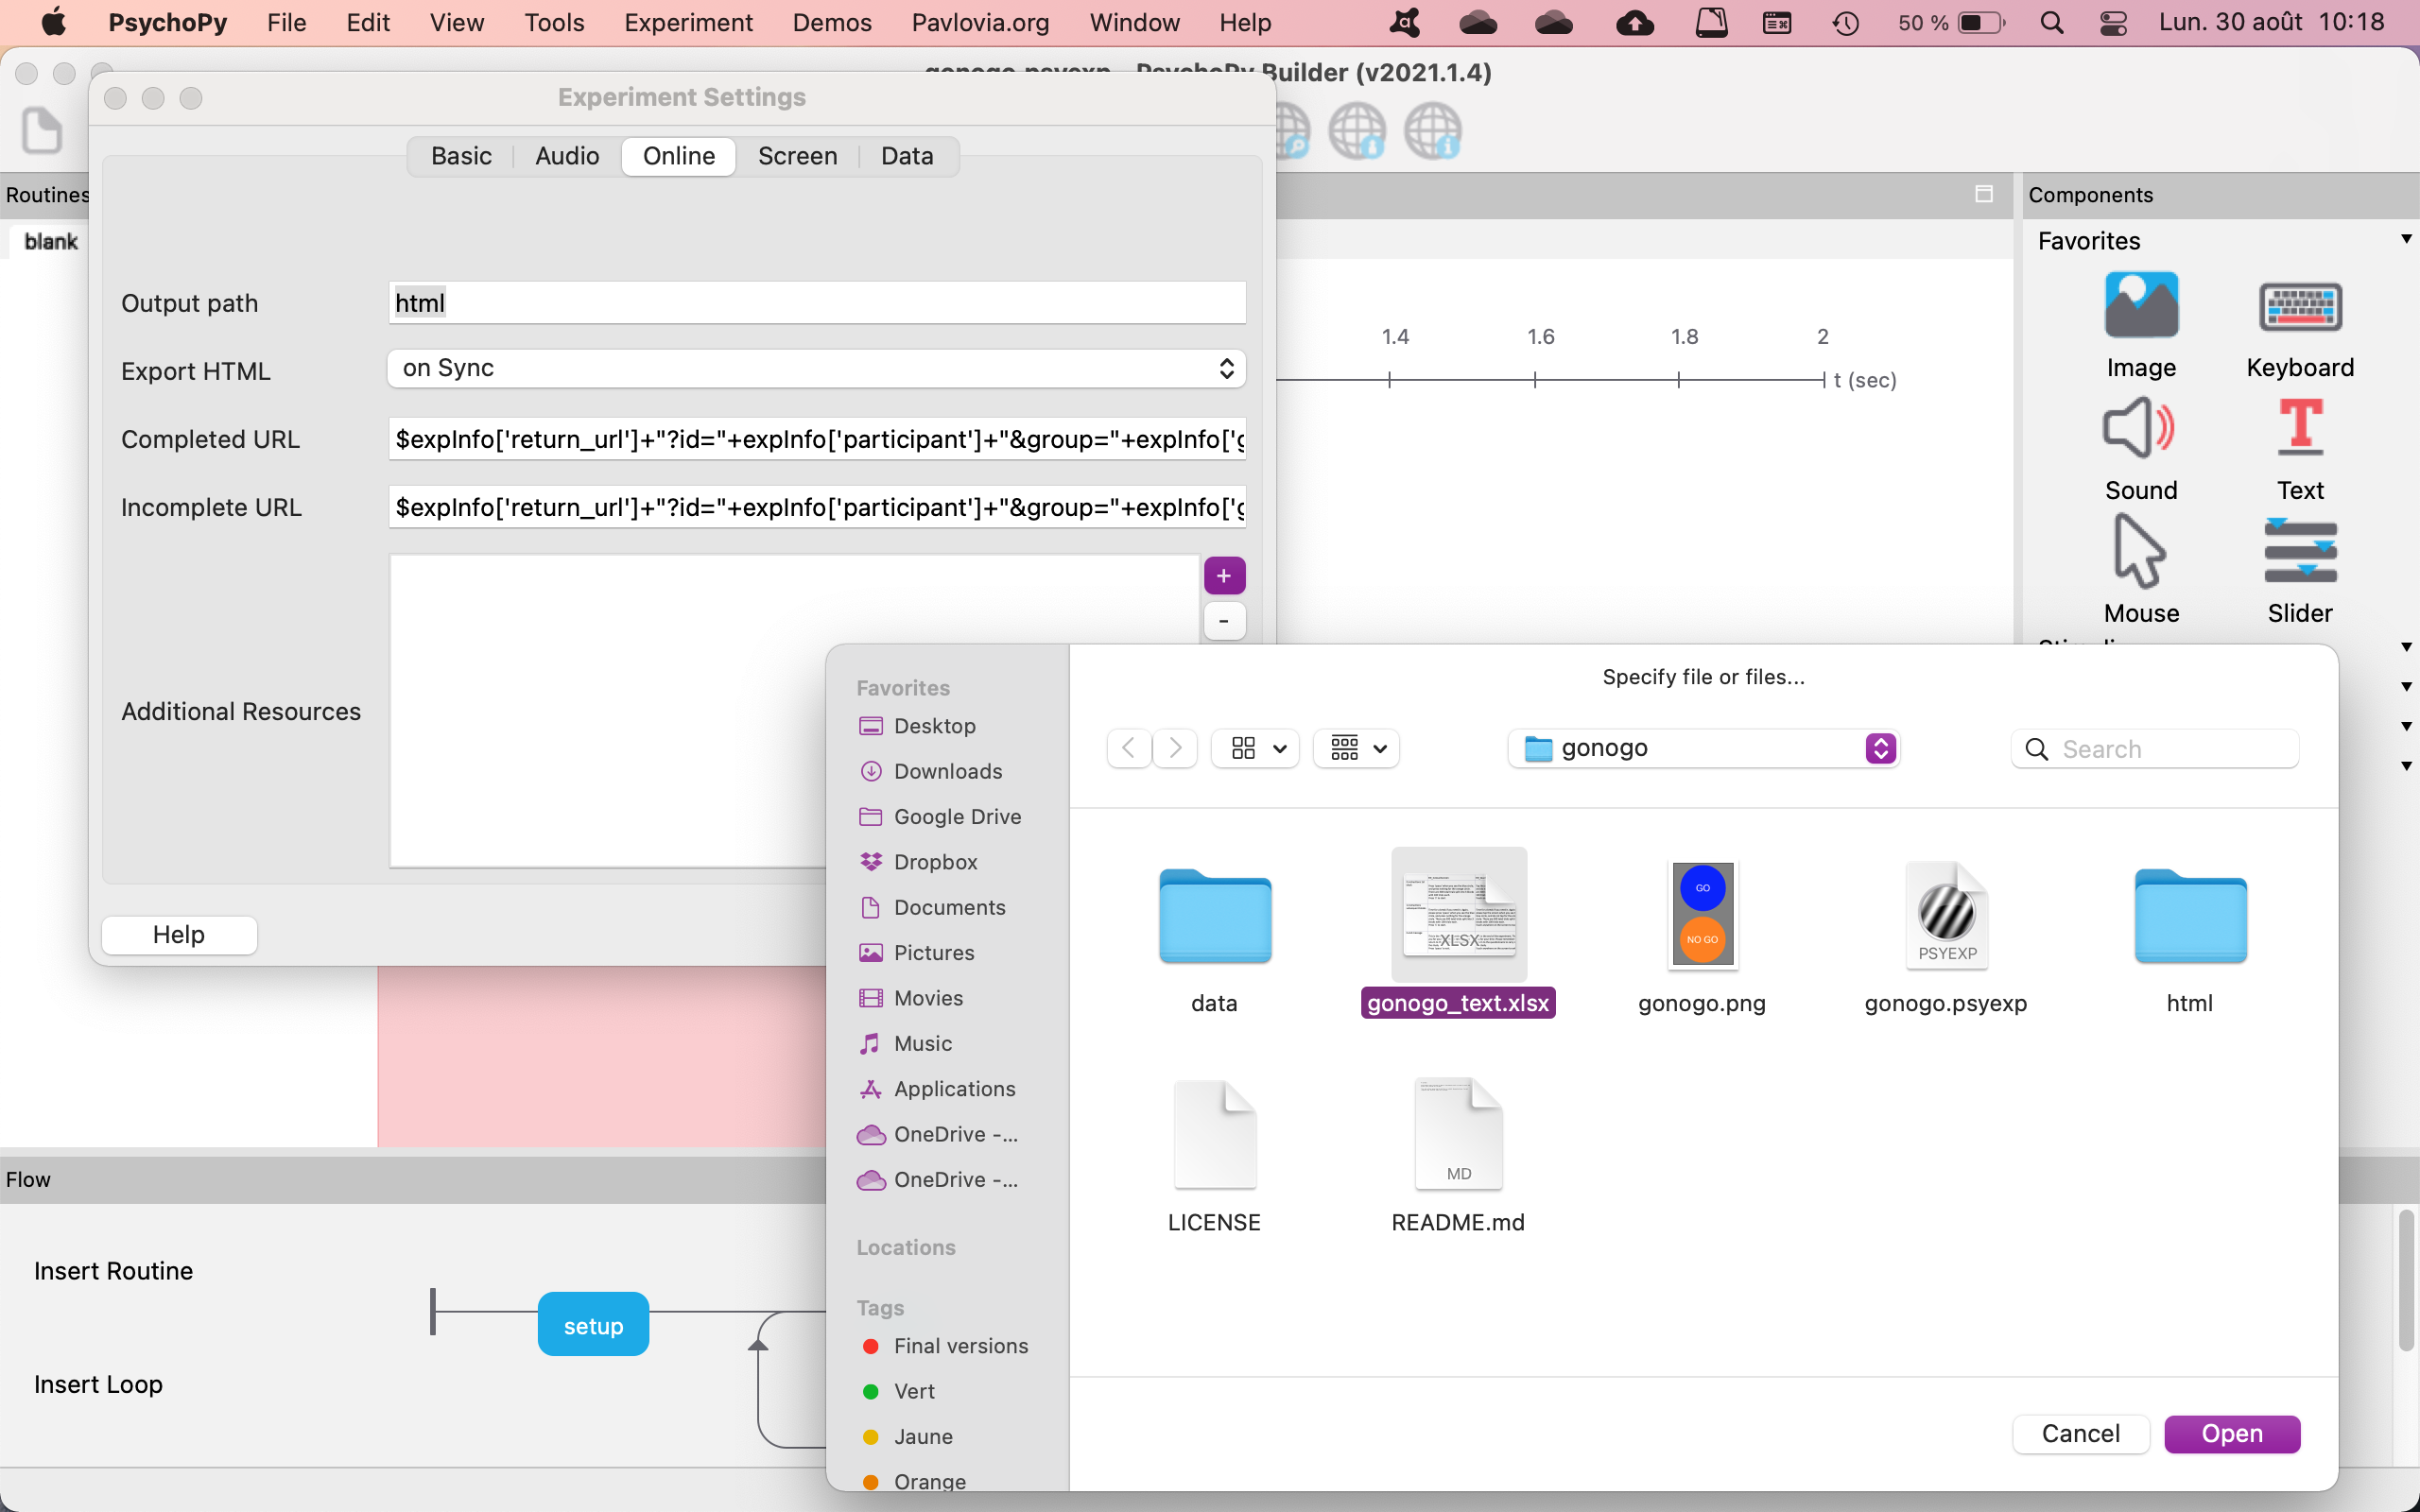 PsychoPy File Edit View Tools Experiment Demos Pavlovia.org Window Help 50 % Lun. 30 août 10:18
Builder (v2021.1.4)
Experiment Settings
Basic Audio Online Screen Data
Routines
Components
blank
Favorites
Output path html
1.4 1.6 1.8 2
t (sec)
Export HTML on Sync
Image Keyboard
Completed URL $expInfo['return_url']+"?id="+expInfo['participant']+"&group="+expInfo['g
Sound Text
Incomplete URL $expInfo['return_url']+"?id="+expInfo['participant']+"&group="+expInfo['g
+
-
Mouse Slider
Additional Resources
Help
Specify file or files...
gonogo
Search
Favorites
Desktop
Downloads
Google Drive
Dropbox
Documents
Pictures
Movies
Music
Applications
OneDrive -...
OneDrive -...
Locations
Tags
Final versions
Vert
Jaune
Orange
XLSX
GO
NO GO
PSYEXP
data gonogo_text.xlsx gonogo.png gonogo.psyexp html
MD
LICENSE README.md
Cancel Open
Flow
Insert Routine
setup
Insert Loop